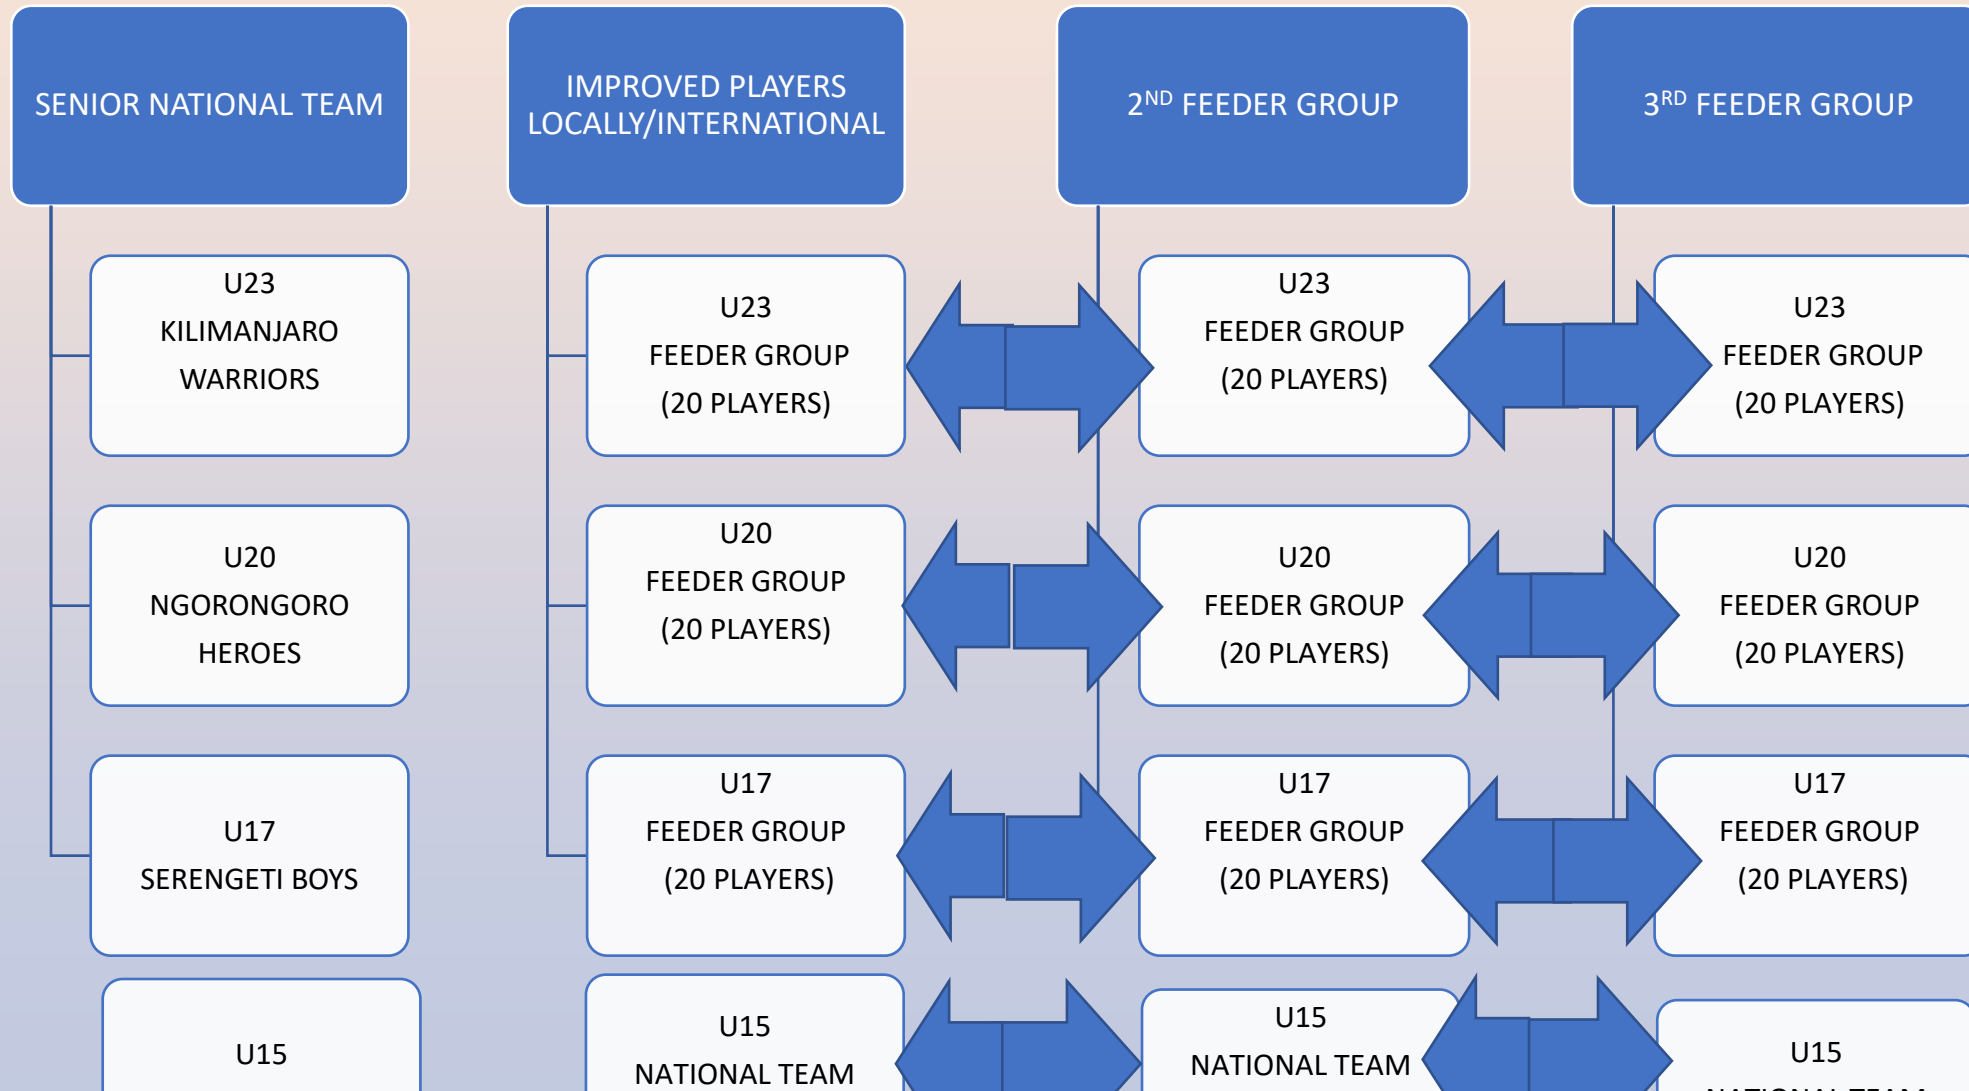 SENIOR NATIONAL TEAM
IMPROVED PLAYERS
LOCALLY/INTERNATIONAL
2ND FEEDER GROUP
3RD FEEDER GROUP
U23
KILIMANJARO
WARRIORS
U23
FEEDER GROUP
(20 PLAYERS)
U23
FEEDER GROUP
(20 PLAYERS)
U23
FEEDER GROUP
(20 PLAYERS)
U20
NGORONGORO
HEROES
U20
FEEDER GROUP
(20 PLAYERS)
U20
FEEDER GROUP
(20 PLAYERS)
U20
FEEDER GROUP
(20 PLAYERS)
U17
SERENGETI BOYS
U17
FEEDER GROUP
(20 PLAYERS)
U17
FEEDER GROUP
(20 PLAYERS)
U17
FEEDER GROUP
(20 PLAYERS)
U15
U15
NATIONAL TEAM
U15
NATIONAL TEAM
U15
NATIONAL TEAM